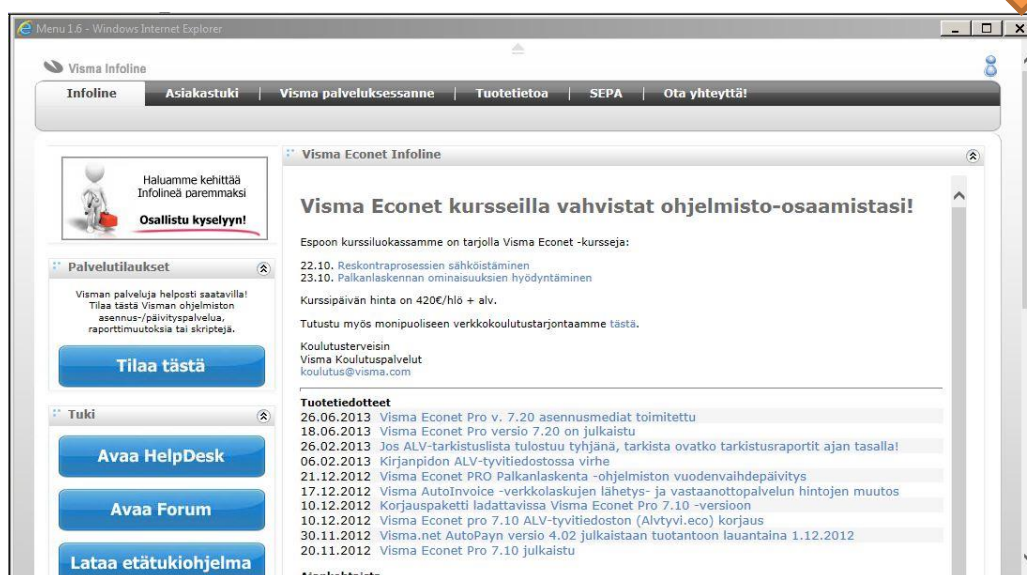 Menu 1.6 - Windows Internet Explorer
Visma Infoline
Infoline
Asiakastuki | Visma palveluksessanne | Tuotetietoa | SEPA | Ota yhteyttä!
Haluamme kehittää
Infolineä paremmaksi
Osallistu kyselyyn!
Palvelutilaukset
Visman palveluja helposti saatavilla!
Tilaa tästä Visman ohjelmiston
asennus-/päivityspalvelua,
raporttimuutoksia tai skriptejä.
Tilaa tästä
Tuki
Avaa HelpDesk
Avaa Forum
Lataa etätukiohjelma
Visma Econet Infoline
Visma Econet kursseilla vahvistat ohjelmisto-osaamistasi!
Espoon kurssiluokassamme on tarjolla Visma Econet -kursseja:
22.10. Reskontraprosessien sähköistäminen
23.10. Palkanlaskennan ominaisuuksien hyödyntäminen
Kurssipäivän hinta on 420€/hlö + alv.
Tutustu myös monipuoliseen verkkokoulutustarjontaamme tästä.
Koulutusterveisin
Visma Koulutuspalvelut
koulutus@visma.com
Tuotetiedotteet
26.06.2013 Visma Econet Pro v. 7.20 asennusmediat toimitettu
18.06.2013 Visma Econet Pro versio 7.20 on julkaistu
26.02.2013 Jos ALV-tarkistuslista tulostuu tyhjänä, tarkista ovatko tarkistusraportit ajan tasalla!
06.02.2013 Kirjanpidon ALV-tyvitiedostossa virhe
21.12.2012 Visma Econet PRO Palkanlaskenta -ohjelmiston vuodenvaihdepäivitys
17.12.2012 Visma AutoInvoice -verkkolaskujen lähetys- ja vastaanottopalvelun hintojen muutos
10.12.2012 Korjauspaketti ladattavissa Visma Econet Pro 7.10 -versioon
10.12.2012 Visma Econet pro 7.10 ALV-tyvitiedoston (Alvtyvi.eco) korjaus
30.11.2012 Visma.net AutoPayn versio 4.02 julkaistaan tuotantoon lauantaina 1.12.2012
20.11.2012 Visma Econet Pro 7.10 julkaistu